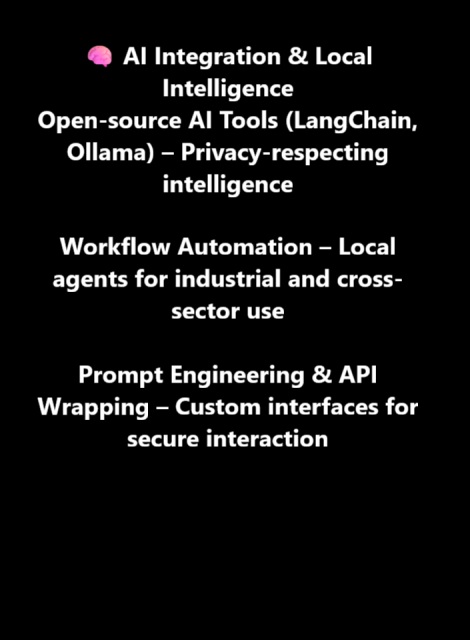 🧠 AI Integration & Local
Intelligence
Open-source AI Tools (LangChain,
Ollama) – Privacy-respecting
intelligence
Workflow Automation – Local
agents for industrial and cross-
sector use
Prompt Engineering & API
Wrapping – Custom interfaces for
secure interaction